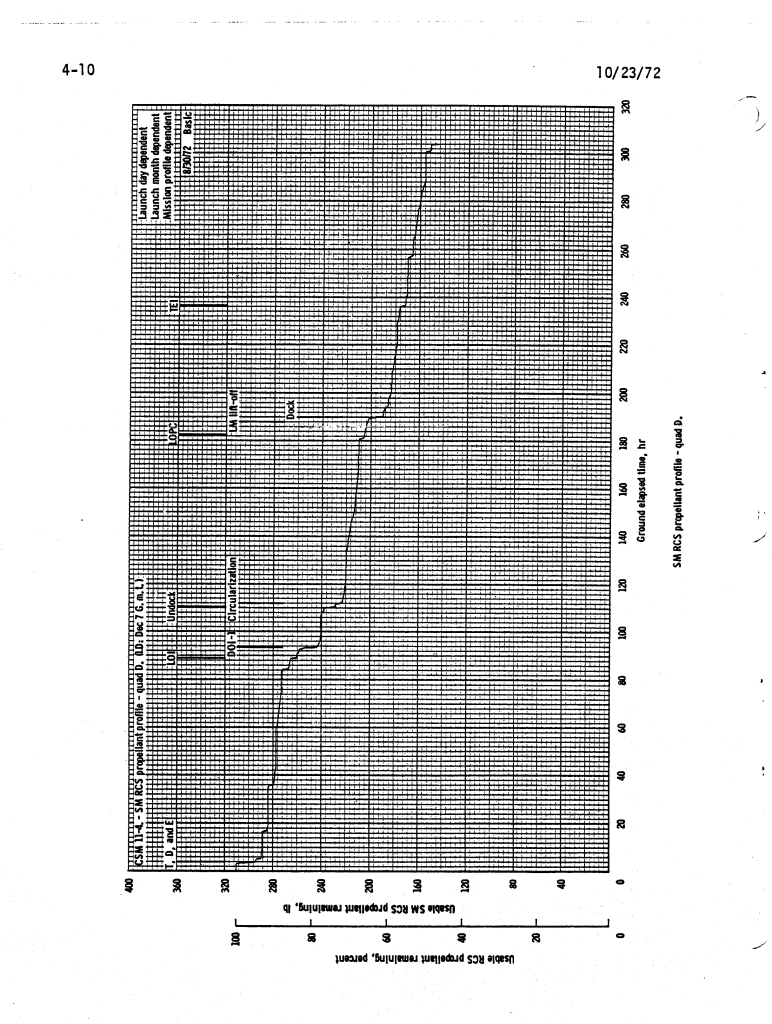 4-10
10/23/72
CSM 11-4. - SM RCS propellant profile - quad D. (LD: Dec 7 G.m.t.)
Launch day dependent
Launch month dependent
Mission profile dependent
8/30/72 Basic
T, D, and E
LOI
DOI-1
Undock
Circularization
LOPC
LM lift-off
Dock
TEI
400
360
320
280
240
200
160
120
80
40
0
Usable SM RCS propellant remaining, lb
100
80
60
40
20
0
Usable RCS propellant remaining, percent
20
40
60
80
100
120
140
160
180
200
220
240
260
280
300
320
Ground elapsed time, hr
SM RCS propellant profile - quad D.